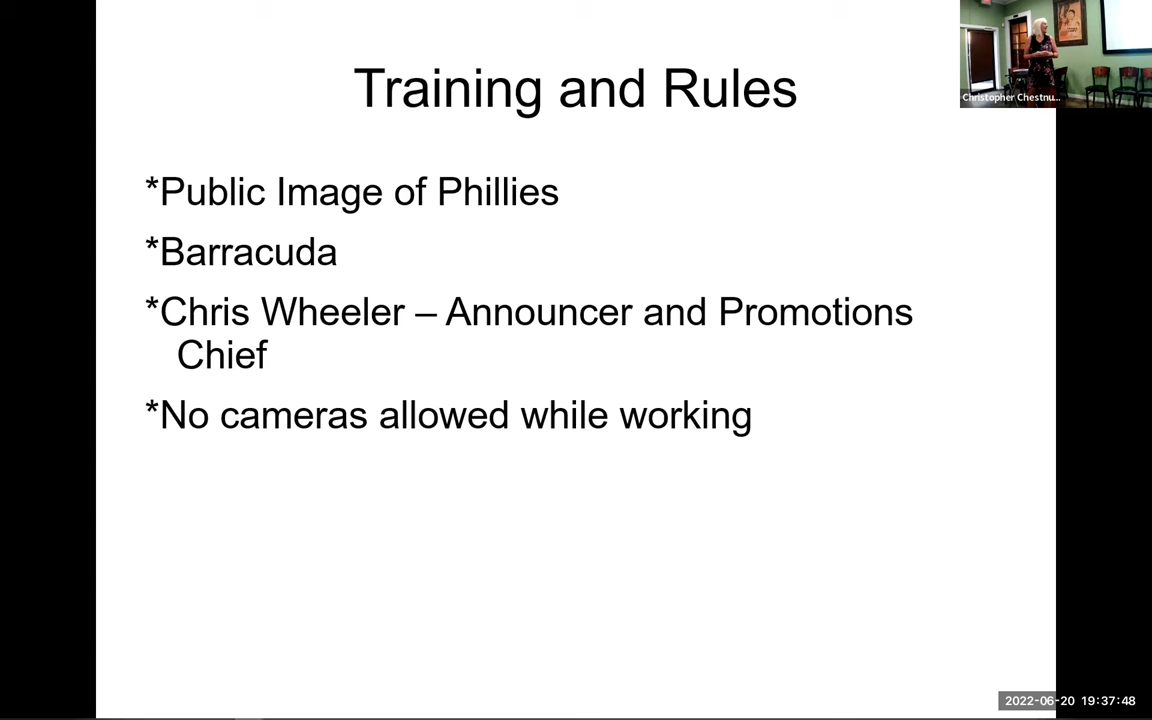 Training and Rules
Christopher Chestnu...
*Public Image of Phillies
*Barracuda
*Chris Wheeler – Announcer and Promotions
Chief
*No cameras allowed while working
2022-06-20 19:37:48